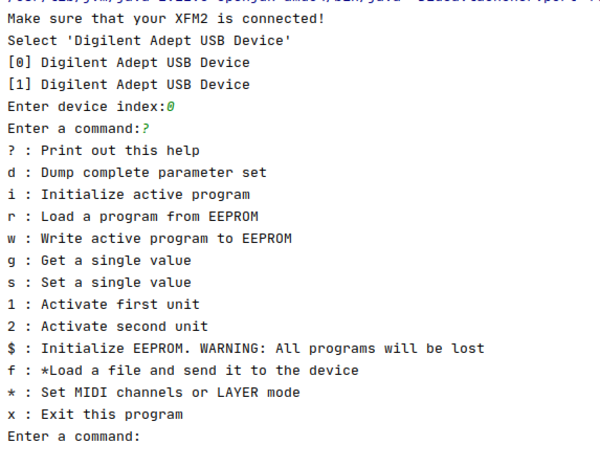 Make sure that your XFM2 is connected!
Select 'Digilent Adept USB Device'
[0] Digilent Adept USB Device
[1] Digilent Adept USB Device
Enter device index:0
Enter a command:?
? : Print out this help
d : Dump complete parameter set
i : Initialize active program
r : Load a program from EEPROM
w : Write active program to EEPROM
g : Get a single value
s : Set a single value
1 : Activate first unit
2 : Activate second unit
$ : Initialize EEPROM. WARNING: All programs will be lost
f : *Load a file and send it to the device
* : Set MIDI channels or LAYER mode
x : Exit this program
Enter a command: